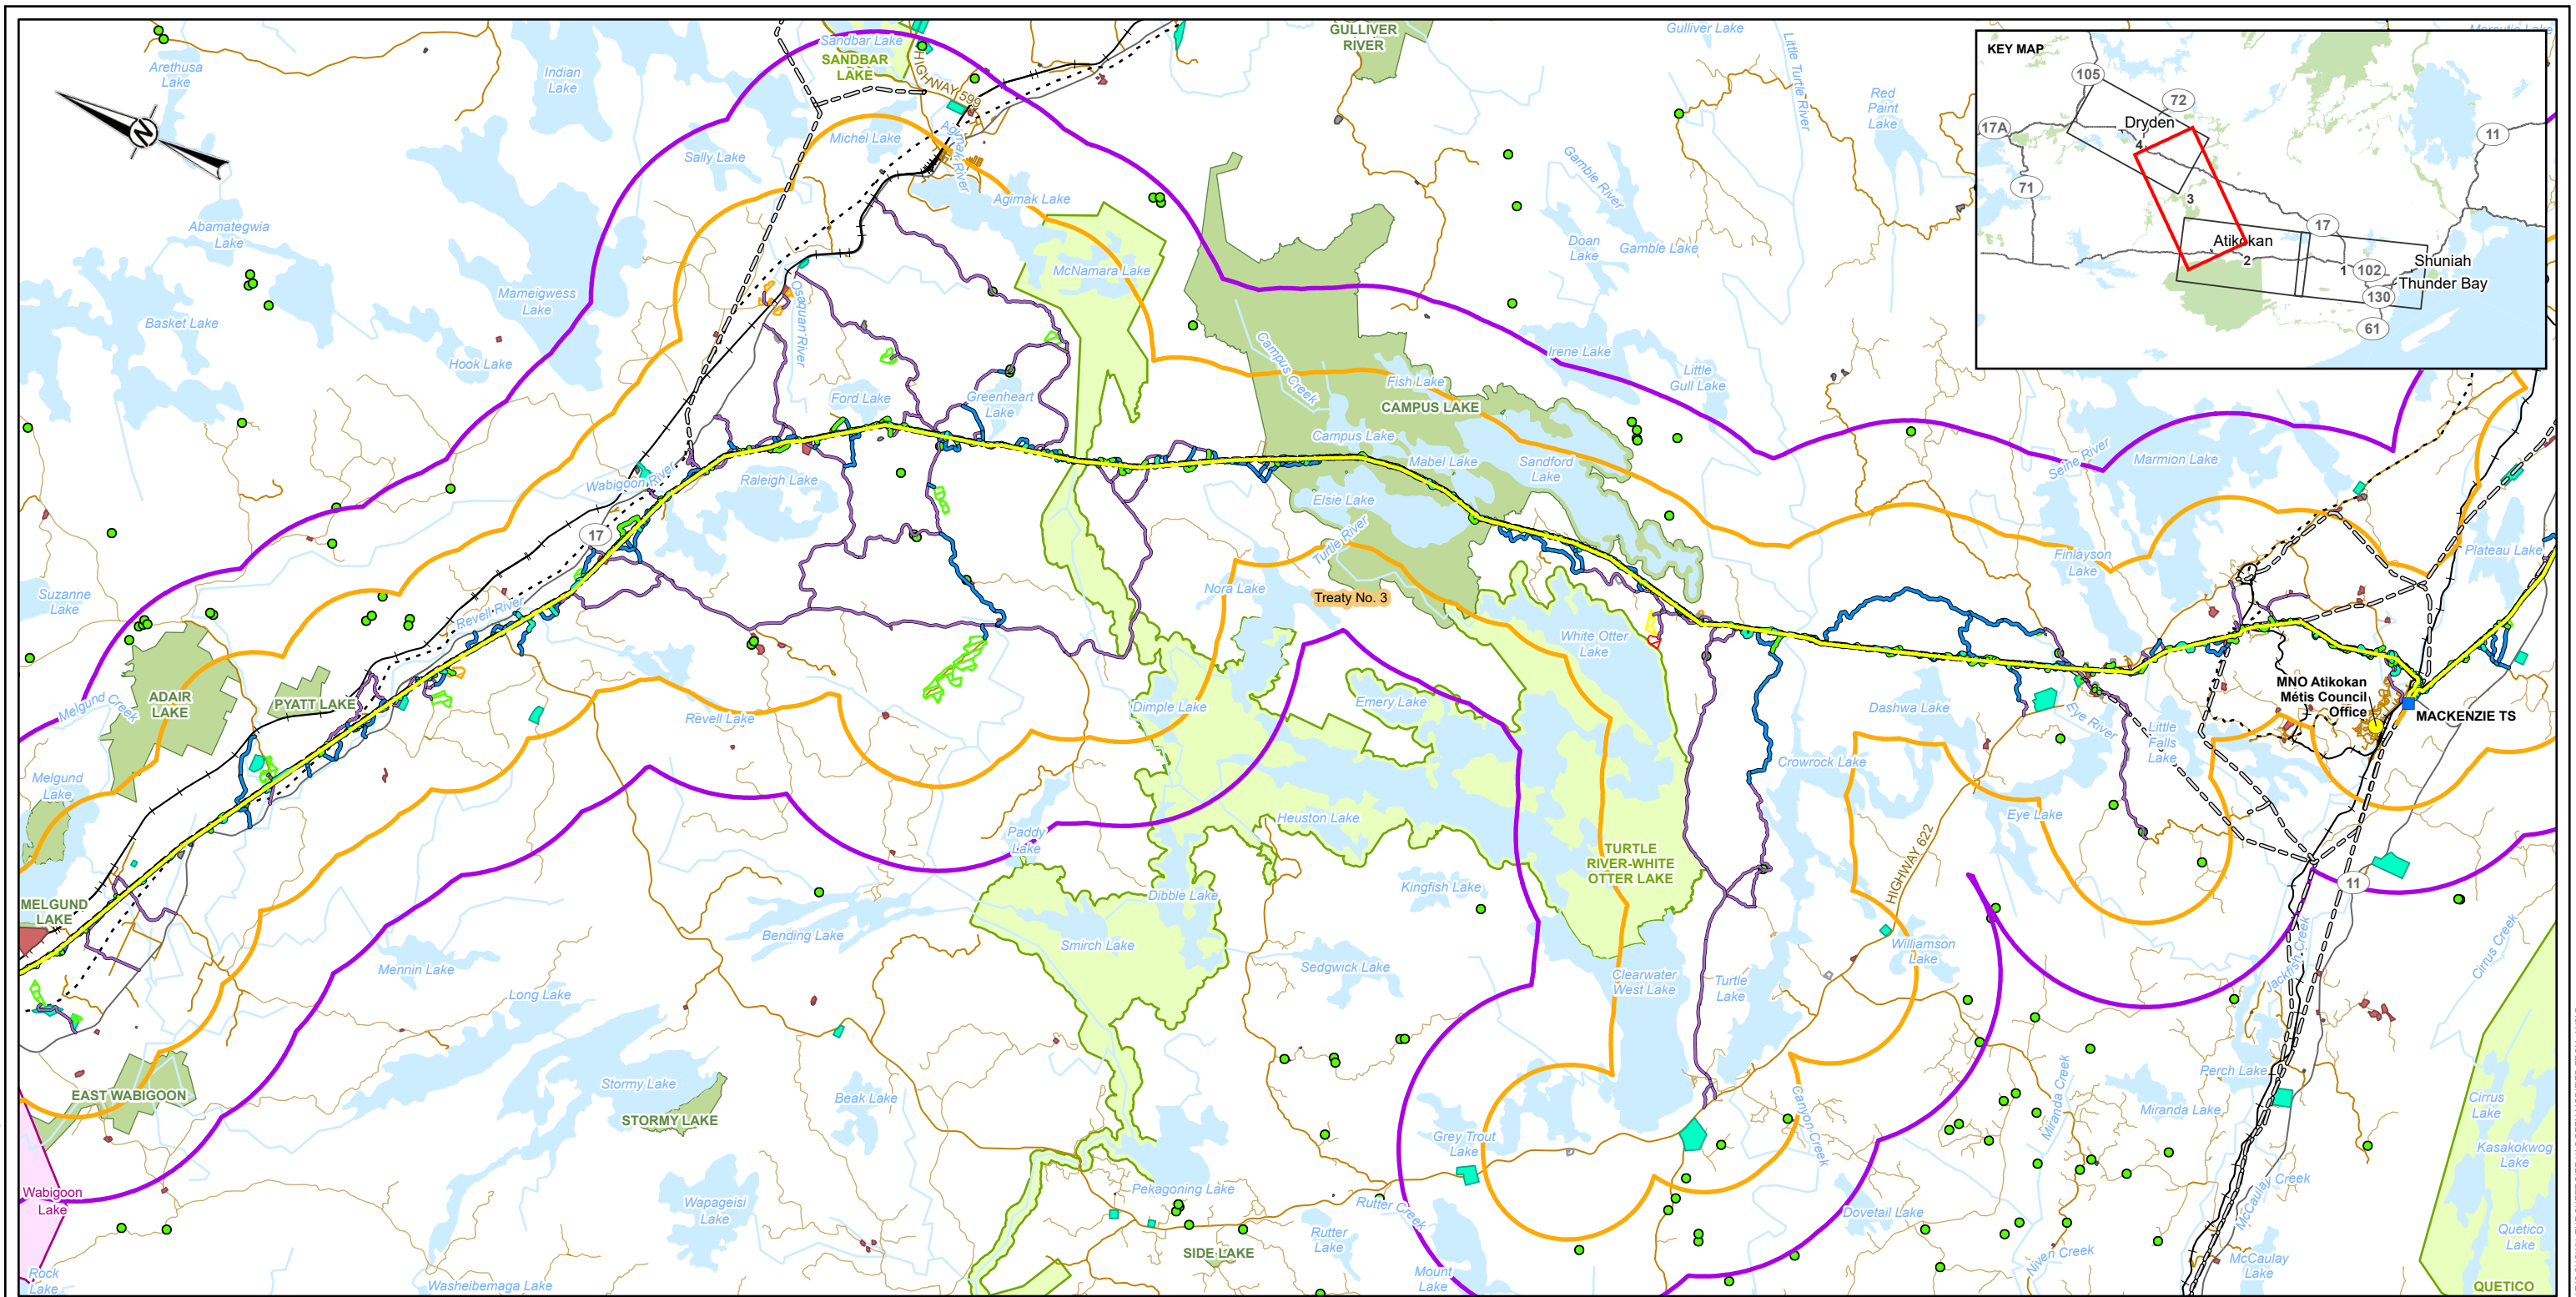 Arethusa
Lake
Indian
Lake
Sandbar Lake
SANDBAR
LAKE
HIGHWAY 599
GULLIVER
RIVER
Gulliver Lake
Little Turtle River
Red
Paint
Lake
KEY MAP
105
72
17A
Dryden
4
11
71
3
17
Atikokan
2
1
102
Shuniah
Thunder Bay
130
61
N
Michel Lake
Agimak River
Sally Lake
Agimak Lake
Gamble River
Doan
Lake
Gamble Lake
Abamategwia
Lake
McNamara Lake
Mameigwess
Lake
Osaquan River
Basket Lake
Hook Lake
Campus Creek
Irene Lake
Little
Gull Lake
Fish Lake
CAMPUS LAKE
Ford Lake
Greenheart
Lake
Campus Lake
Mabel Lake
Sandford
Lake
Seine River
Marmion Lake
Wabigoon River
Raleigh Lake
Elsie Lake
17
Turtle River
Finlayson
Lake
Plateau Lake
Suzanne
Lake
Revell River
Nora Lake
Treaty No. 3
White Otter
Lake
ADAIR
LAKE
PYATT LAKE
Melgund Creek
Revell Lake
Dimple Lake
Emery Lake
Dashwa Lake
Eye River
Little
Falls
Lake
MNO Atikokan
Métis Council
Office
MACKENZIE TS
Melgund
Lake
Crowrock Lake
Paddy
Lake
Heuston Lake
Eye Lake
HIGHWAY 622
TURTLE
RIVER-WHITE
OTTER LAKE
MELGUND
LAKE
Kingfish Lake
11
Dibble Lake
Bending Lake
Smirch Lake
Mennin Lake
Sedgwick Lake
Williamson
Lake
Jackfish Creek
Cirrus Creek
Clearwater
West Lake
Turtle
Lake
Long Lake
EAST WABIGOON
Stormy Lake
STORMY LAKE
Beak Lake
Canyon Creek
Miranda Creek
Perch Lake
Miranda Lake
Cirrus
Lake
Grey Trout
Lake
Kasakokwog
Lake
Wabigoon
Lake
Wapageisi
Lake
Pekagoning Lake
Rutter Creek
Rutter
Lake
Dovetail Lake
McCaulay Creek
Quetico
Lake
SIDE LAKE
Niven Creek
McCaulay
Lake
Rock
Lake
Washeibemaga Lake
Mount
Lake
QUETICO